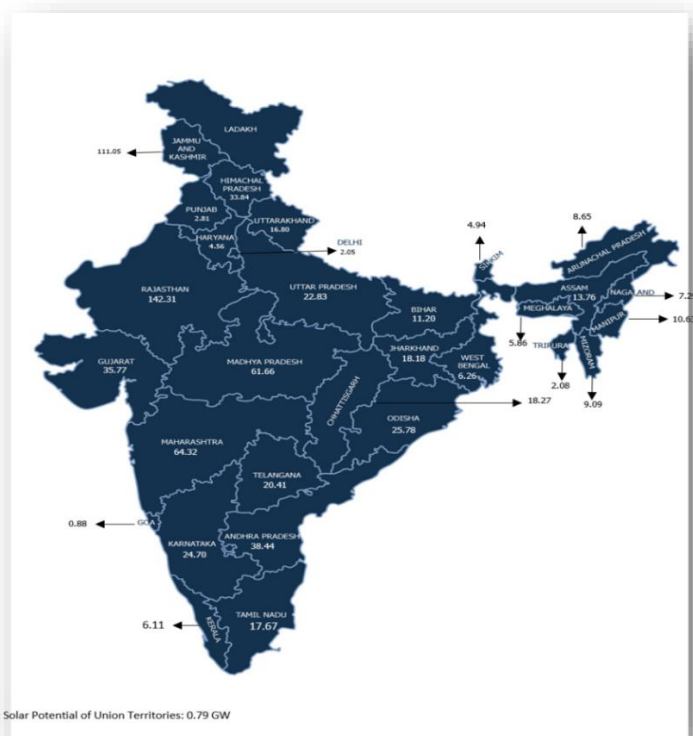 LADAKH
JAMMU
AND
KASHMIR
111.05
HIMACHAL
PRADESH
33.84
PUNJAB
2.81
UTTARAKHAND
16.80
HARYANA
4.56
DELHI
2.05
4.94
SIKKIM
8.65
ARUNACHAL PRADESH
RAJASTHAN
142.31
UTTAR PRADESH
22.83
BIHAR
11.20
ASSAM
13.76
NAGALAND
7.29
MEGHALAYA
5.86
MANIPUR
10.63
TRIPURA
2.08
MIZORAM
9.09
GUJARAT
35.77
MADHYA PRADESH
61.66
JHARKHAND
18.18
WEST
BENGAL
6.26
CHHATTISGARH
18.27
ODISHA
25.78
MAHARASHTRA
64.32
TELANGANA
20.41
0.88
GOA
KARNATAKA
24.70
ANDHRA PRADESH
38.44
6.11
KERALA
TAMIL NADU
17.67
Solar Potential of Union Territories: 0.79 GW